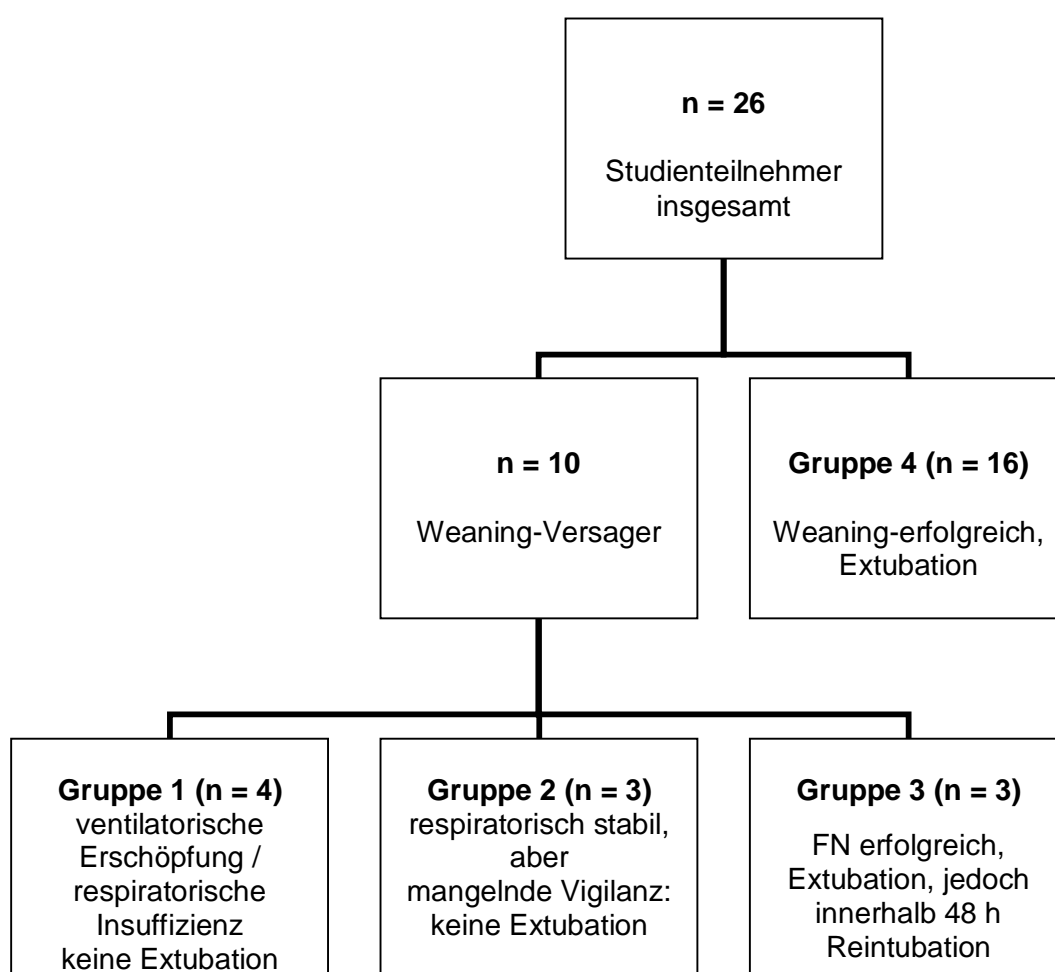 n = 26
Studienteilnehmer
insgesamt
n = 10
Weaning-Versager
Gruppe 4 (n = 16)
Weaning-erfolgreich,
Extubation
Gruppe 1 (n = 4)
ventilatorische
Erschöpfung /
respiratorische
Insuffizienz
keine Extubation
Gruppe 2 (n = 3)
respiratorisch stabil,
aber
mangelnde Vigilanz:
keine Extubation
Gruppe 3 (n = 3)
FN erfolgreich,
Extubation, jedoch
innerhalb 48 h
Reintubation